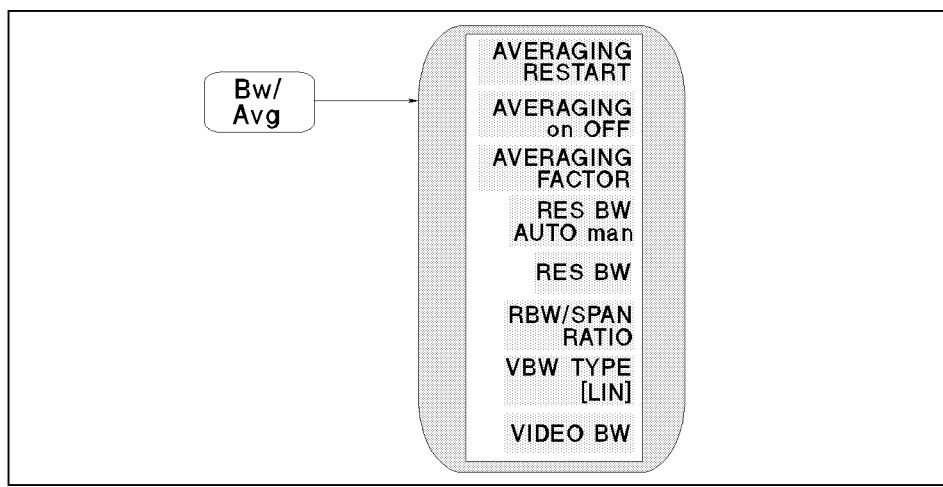 Bw/
Avg
AVERAGING
RESTART
AVERAGING
on OFF
AVERAGING
FACTOR
RES BW
AUTO man
RES BW
RBW/SPAN
RATIO
VBW TYPE
[LIN]
VIDEO BW